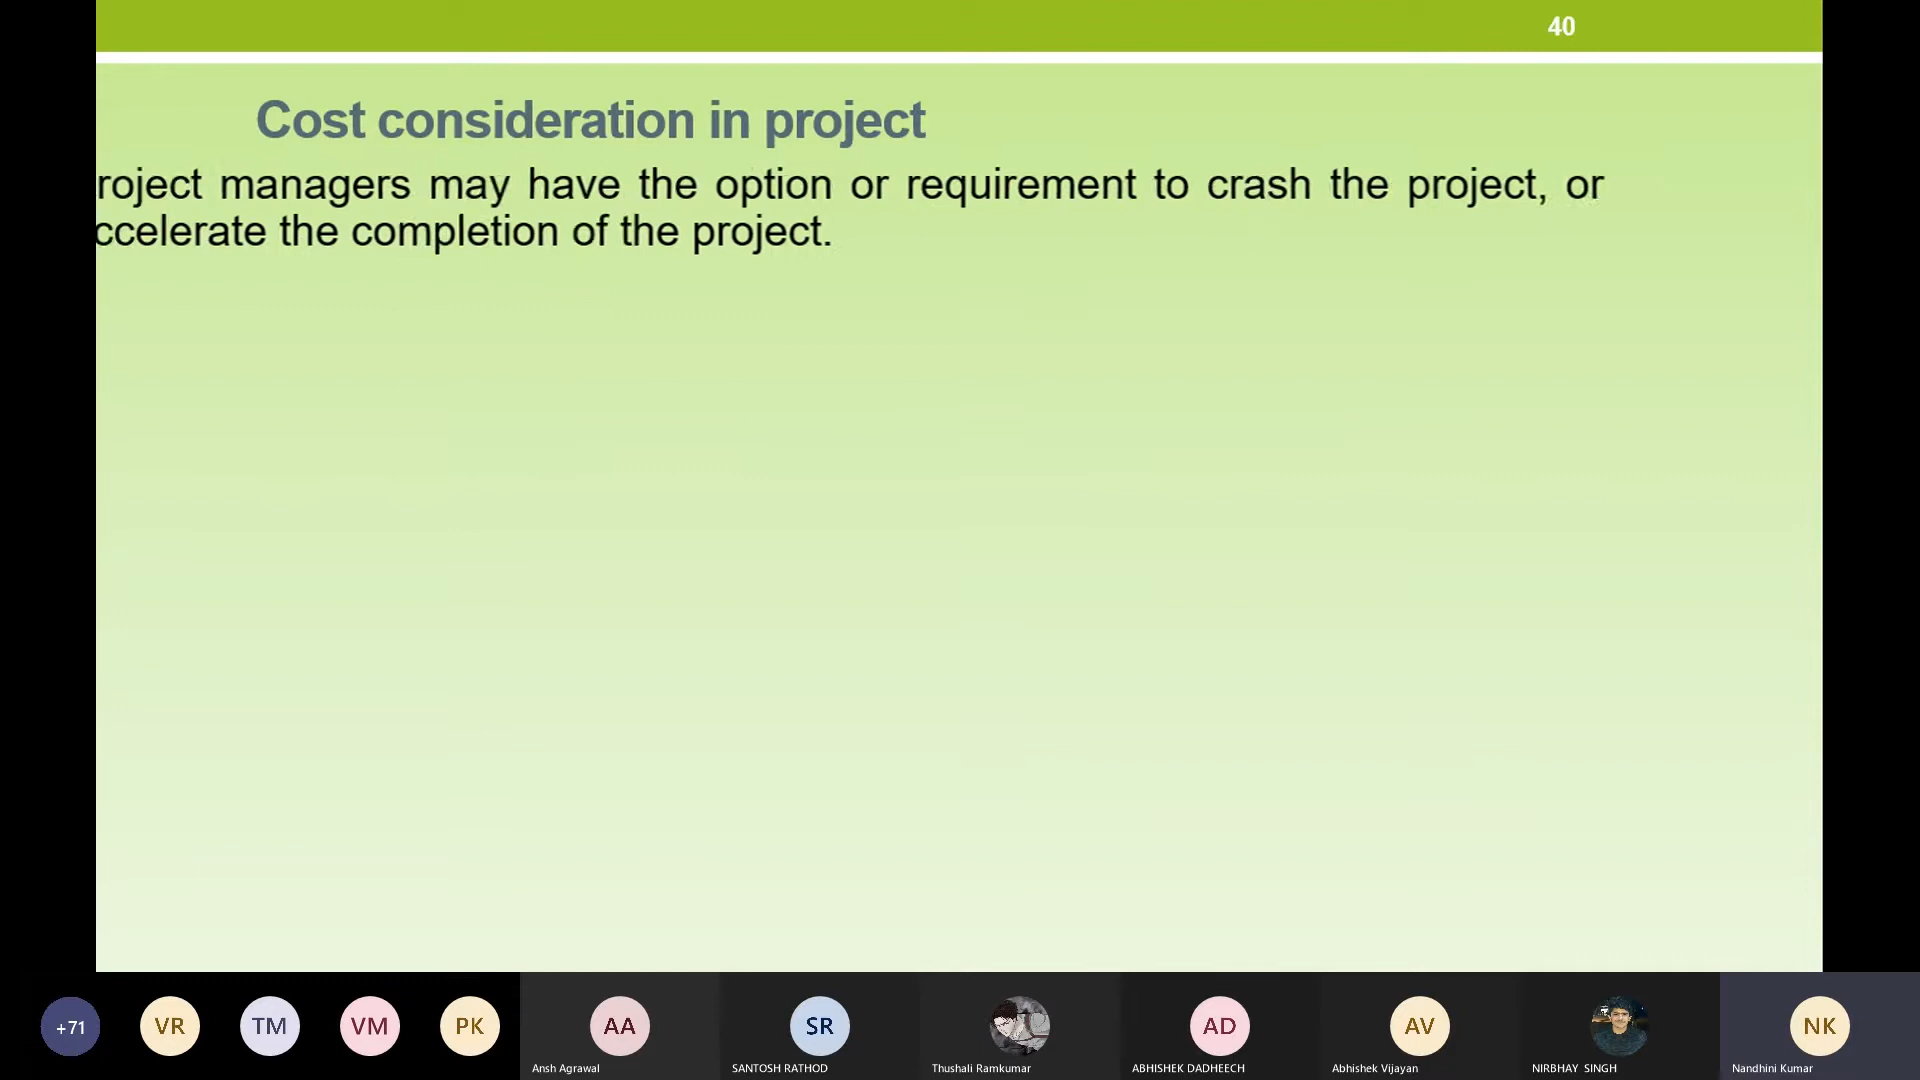 40
Cost consideration in project
roject managers may have the option or requirement to crash the project, or
ccelerate the completion of the project.
+71
VR
TM
VM
PK
AA
SR
AD
AV
NK
Ansh Agrawal
SANTOSH RATHOD
Thushali Ramkumar
ABHISHEK DADHEECH
Abhishek Vijayan
NIRBHAY SINGH
Nandhini Kumar